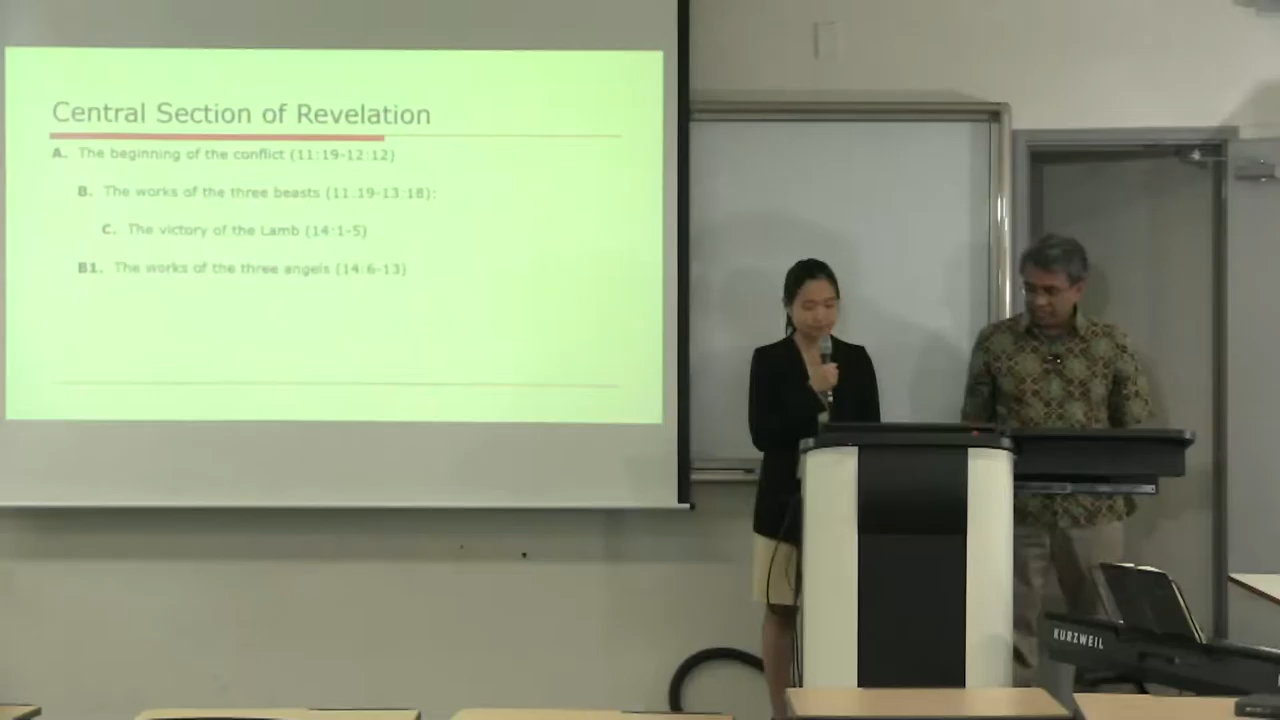 Central Section of Revelation
A. The beginning of the conflict (11:19-12:12)
B. The works of the three beasts (11:19-13:18):
C. The victory of the Lamb (14:1-5)
B1. The works of the three angels (14:6-13)
KURZWEIL